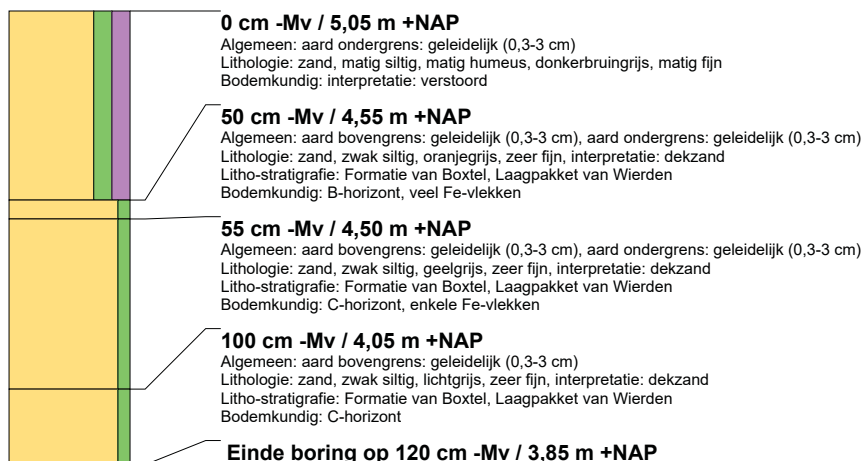 0 cm -Mv / 5,05 m +NAP
Algemeen: aard ondergrens: geleidelijk (0,3-3 cm)
Lithologie: zand, matig siltig, matig humeus, donkerbruingrijs, matig fijn
Bodemkundig: interpretatie: verstoord
50 cm -Mv / 4,55 m +NAP
Algemeen: aard bovengrens: geleidelijk (0,3-3 cm), aard ondergrens: geleidelijk (0,3-3 cm)
Lithologie: zand, zwak siltig, oranjegrijs, zeer fijn, interpretatie: dekzand
Litho-stratigrafie: Formatie van Boxtel, Laagpakket van Wierden
Bodemkundig: B-horizont, veel Fe-vlekken
55 cm -Mv / 4,50 m +NAP
Algemeen: aard bovengrens: geleidelijk (0,3-3 cm), aard ondergrens: geleidelijk (0,3-3 cm)
Lithologie: zand, zwak siltig, geelgrijs, zeer fijn, interpretatie: dekzand
Litho-stratigrafie: Formatie van Boxtel, Laagpakket van Wierden
Bodemkundig: C-horizont, enkele Fe-vlekken
100 cm -Mv / 4,05 m +NAP
Algemeen: aard bovengrens: geleidelijk (0,3-3 cm)
Lithologie: zand, zwak siltig, lichtgrijs, zeer fijn, interpretatie: dekzand
Litho-stratigrafie: Formatie van Boxtel, Laagpakket van Wierden
Bodemkundig: C-horizont
Einde boring op 120 cm -Mv / 3,85 m +NAP